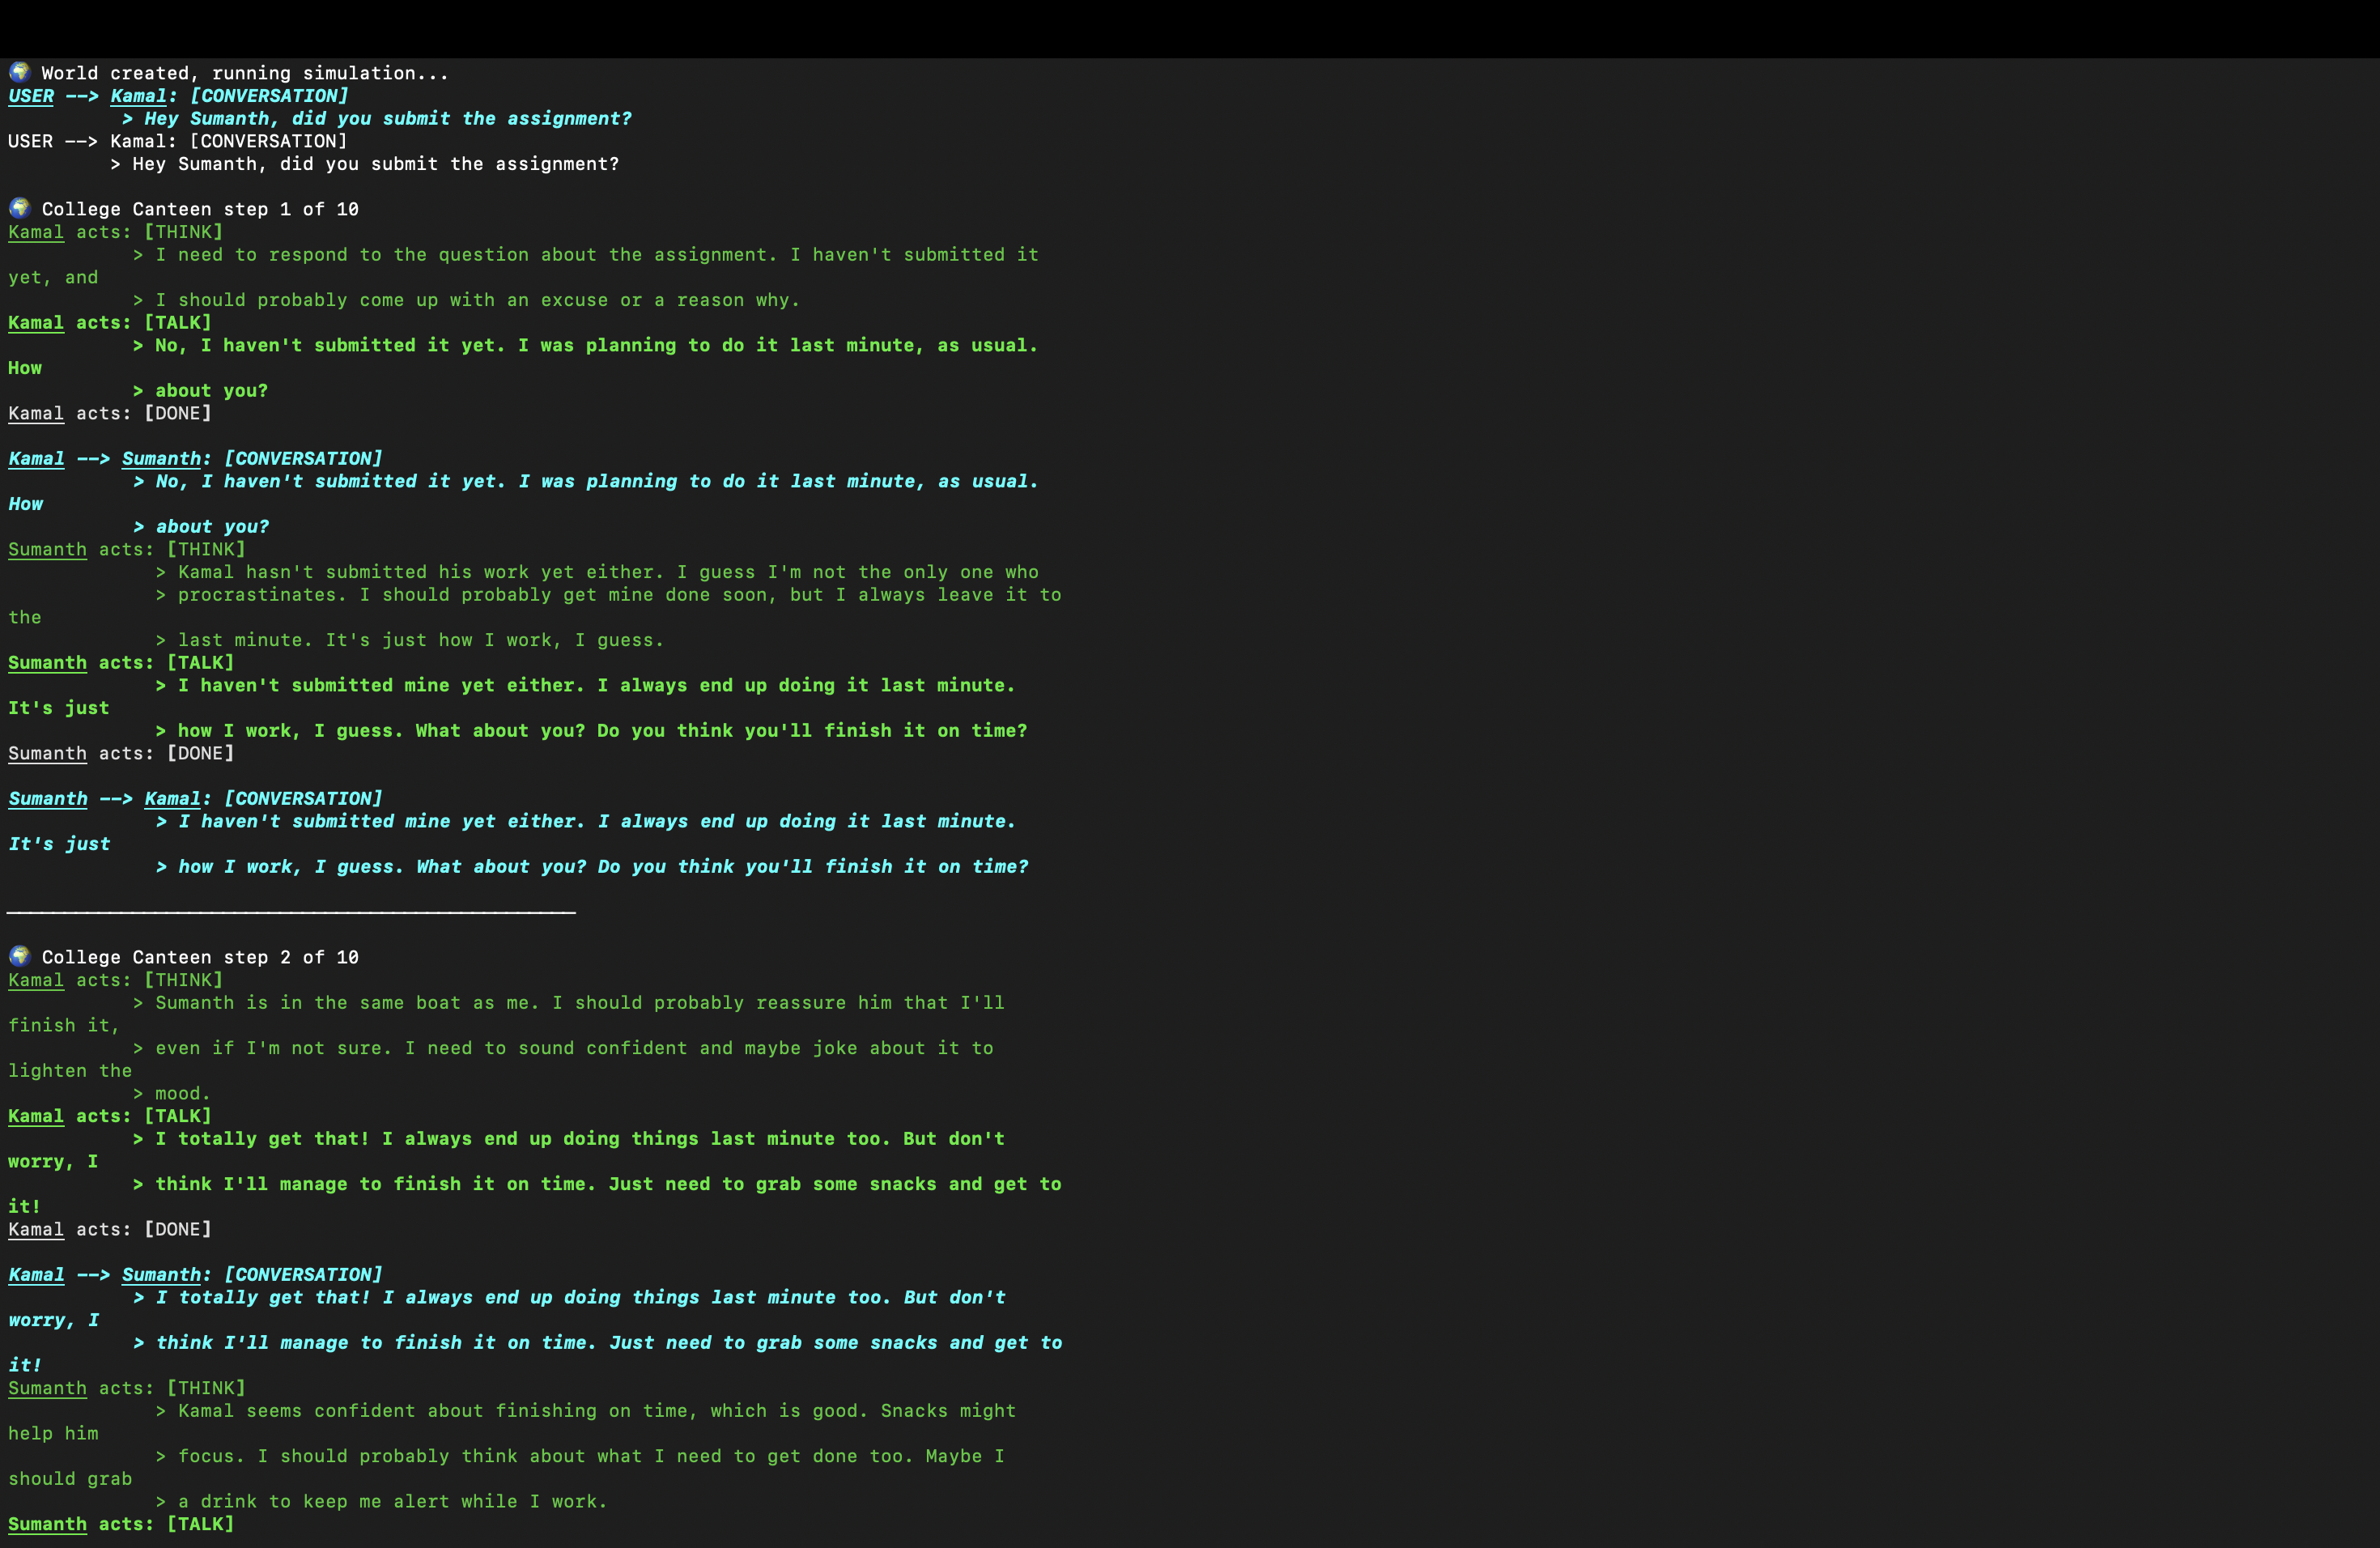 🌍 World created, running simulation...
USER --> Kamal: [CONVERSATION]
> Hey Sumanth, did you submit the assignment?
USER --> Kamal: [CONVERSATION]
> Hey Sumanth, did you submit the assignment?
🌍 College Canteen step 1 of 10
Kamal acts: [THINK]
> I need to respond to the question about the assignment. I haven't submitted it
yet, and
> I should probably come up with an excuse or a reason why.
Kamal acts: [TALK]
> No, I haven't submitted it yet. I was planning to do it last minute, as usual.
How
> about you?
Kamal acts: [DONE]
Kamal --> Sumanth: [CONVERSATION]
> No, I haven't submitted it yet. I was planning to do it last minute, as usual.
How
> about you?
Sumanth acts: [THINK]
> Kamal hasn't submitted his work yet either. I guess I'm not the only one who
> procrastinates. I should probably get mine done soon, but I always leave it to
the
> last minute. It's just how I work, I guess.
Sumanth acts: [TALK]
> I haven't submitted mine yet either. I always end up doing it last minute.
It's just
> how I work, I guess. What about you? Do you think you'll finish it on time?
Sumanth acts: [DONE]
Sumanth --> Kamal: [CONVERSATION]
> I haven't submitted mine yet either. I always end up doing it last minute.
It's just
> how I work, I guess. What about you? Do you think you'll finish it on time?
🌍 College Canteen step 2 of 10
Kamal acts: [THINK]
> Sumanth is in the same boat as me. I should probably reassure him that I'll
finish it,
> even if I'm not sure. I need to sound confident and maybe joke about it to
lighten the
> mood.
Kamal acts: [TALK]
> I totally get that! I always end up doing things last minute too. But don't
worry, I
> think I'll manage to finish it on time. Just need to grab some snacks and get to
it!
Kamal acts: [DONE]
Kamal --> Sumanth: [CONVERSATION]
> I totally get that! I always end up doing things last minute too. But don't
worry, I
> think I'll manage to finish it on time. Just need to grab some snacks and get to
it!
Sumanth acts: [THINK]
> Kamal seems confident about finishing on time, which is good. Snacks might
help him
> focus. I should probably think about what I need to get done too. Maybe I
should grab
> a drink to keep me alert while I work.
Sumanth acts: [TALK]